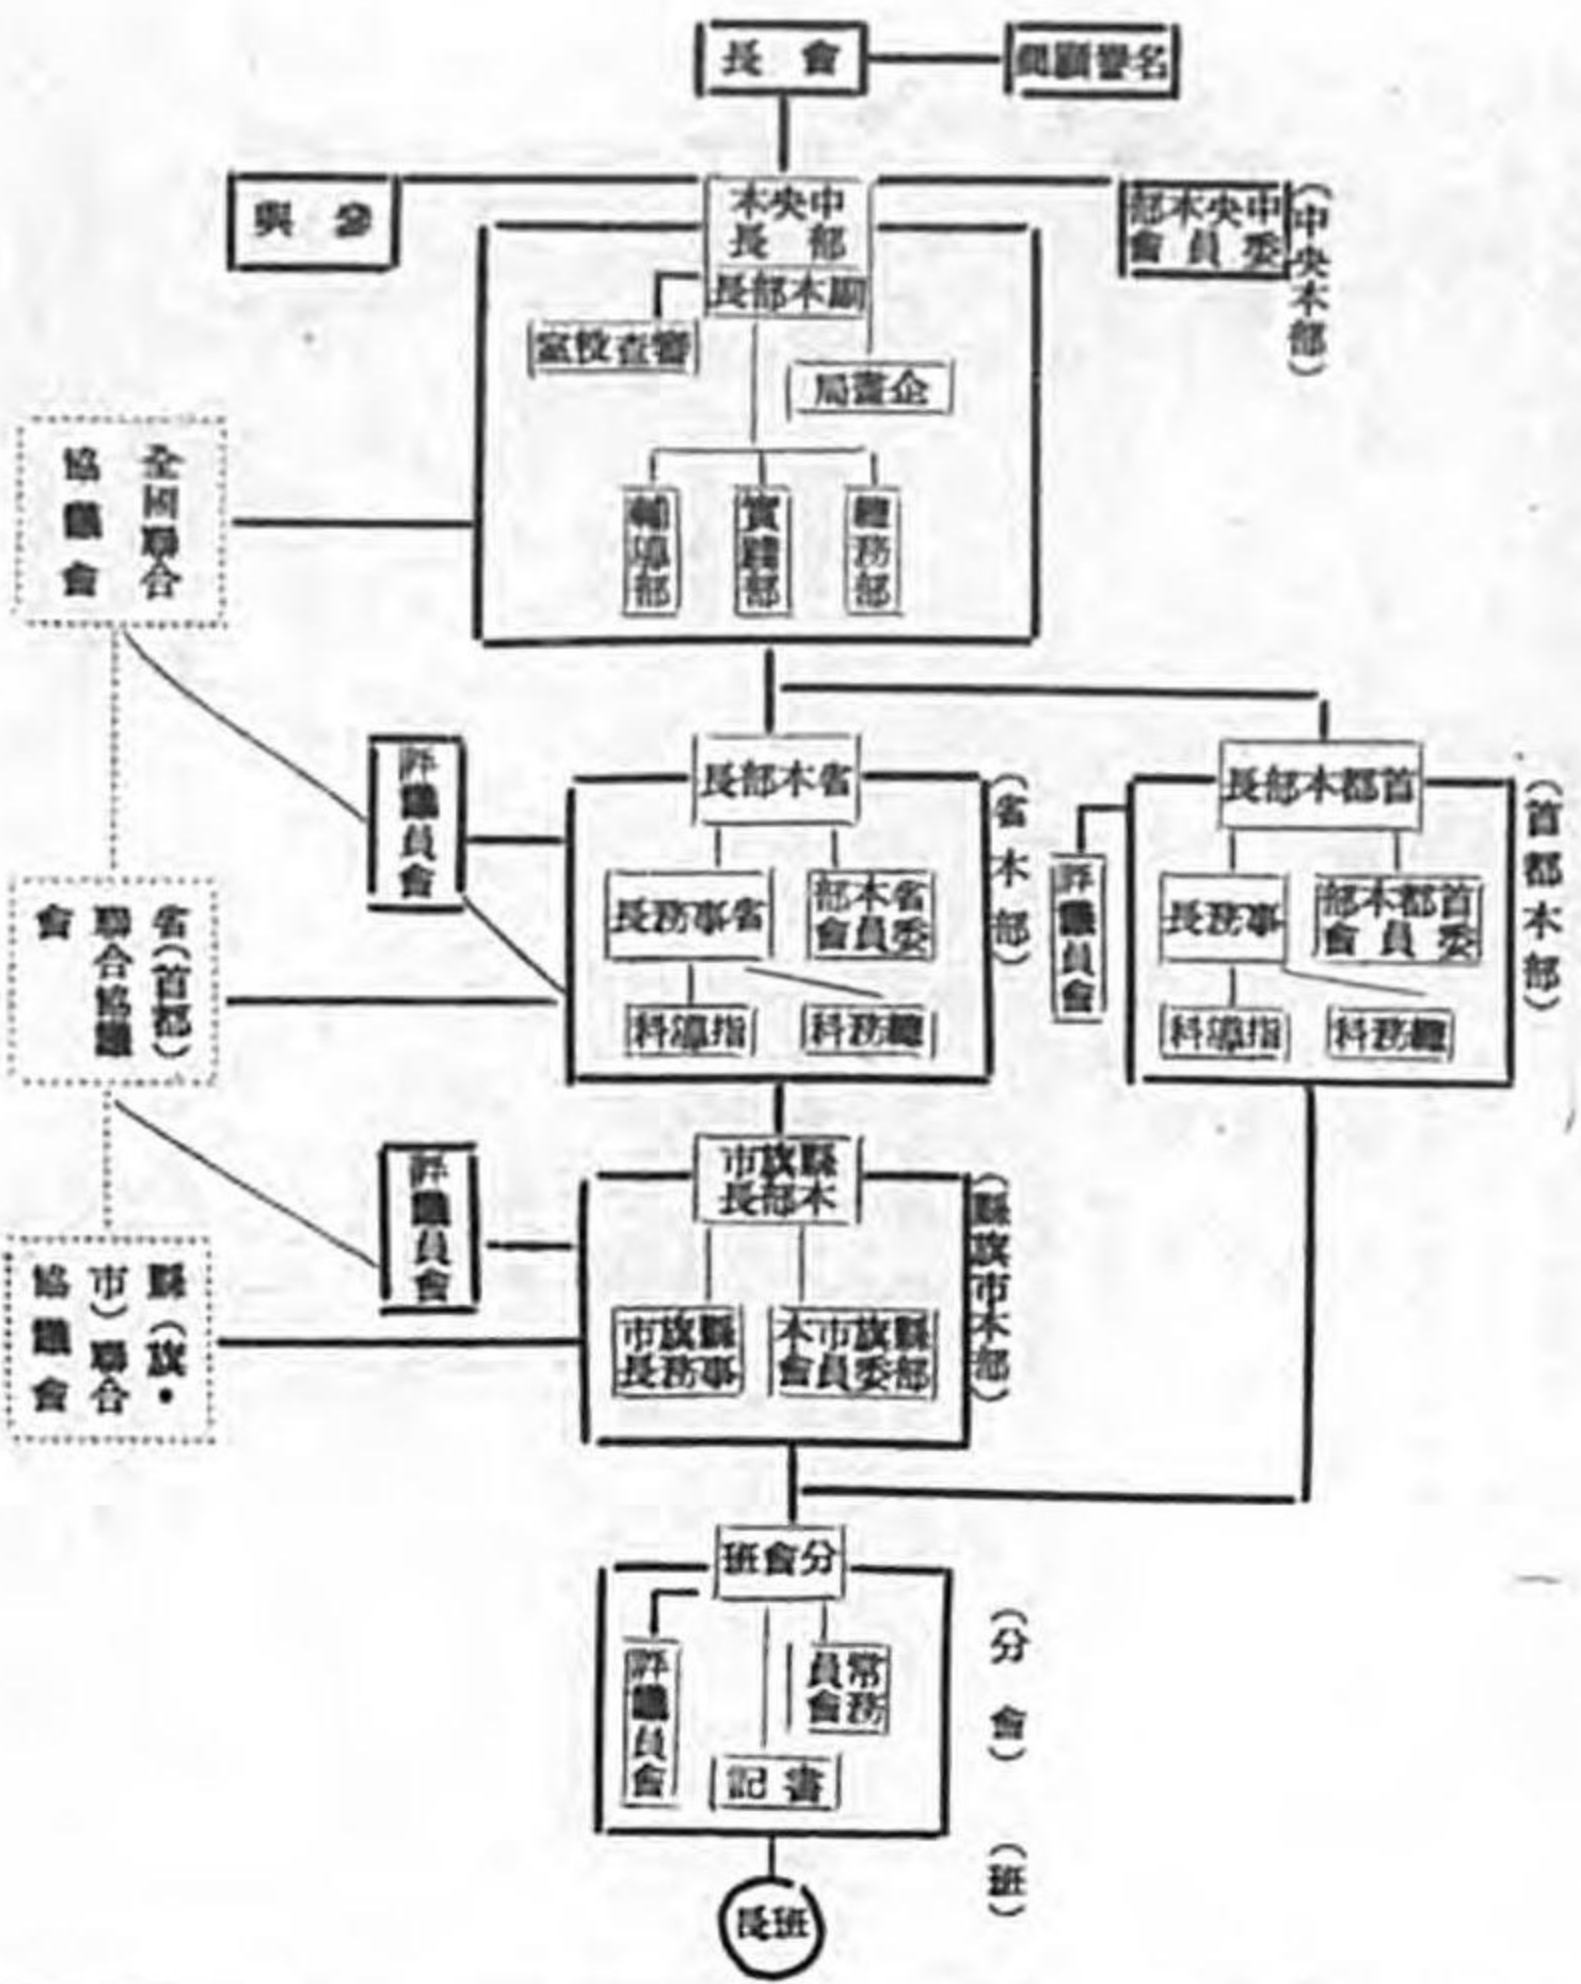 會長
名譽顧問
(中央本部)
中央本
部長
副本部長
參與
中央本部
委員會
審查役室
企畫局
總務部
實踐部
輔導部
全國聯合
協議會
(省本部)
省本部長
評議員會
省事務長
省本部
委員會
指導科
總務科
(首都本部)
首都本部長
評議員會
事務長
首都本部
委員會
指導科
總務科
省(首都)
聯合協議
會
(縣旗市本部)
縣旗市
本部長
評議員會
縣旗市
事務長
縣旗市本
部委員會
縣(旗・
市)聯合
協議會
(分會)
分會班
常務
員會
評議員會
書記
(班)
班長